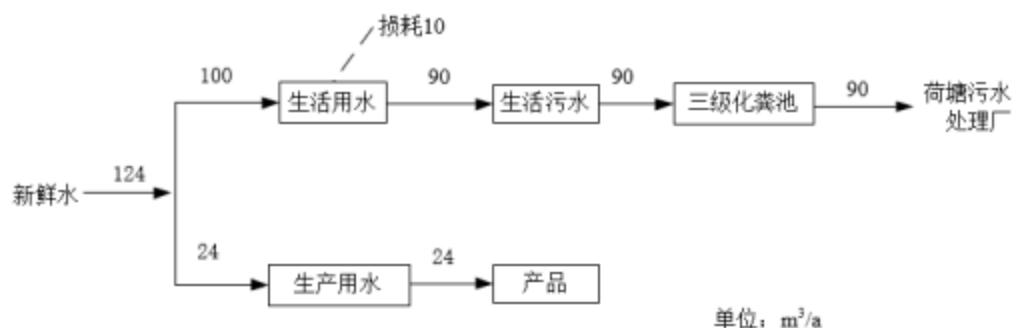 损耗10
100
生活用水
90
生活污水
90
三级化粪池
90
荷塘污水
处理厂
新鲜水
124
24
生产用水
24
产品
单位：m³/a